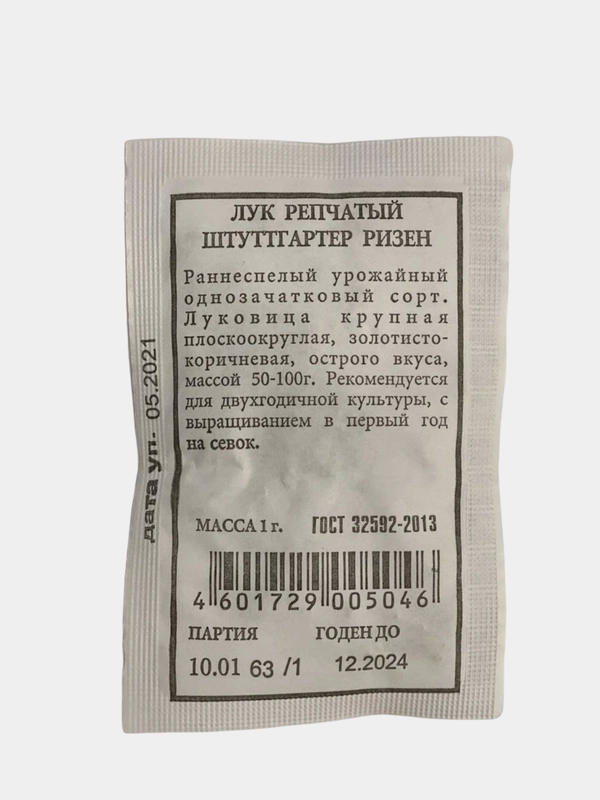 ЛУК РЕПЧАТЫЙ
ШТУТТГАРТЕР РИЗЕН
Раннеспелый урожайный
однозачатковый сорт.
Луковица крупная
плоскоокруглая, золотисто-
коричневая, острого вкуса,
массой 50-100г. Рекомендуется
для двухгодичной культуры, с
выращиванием в первый год
на севок.
МАССА 1 г. ГОСТ 32592-2013
4 601729 005046
ПАРТИЯ ГОДЕН ДО
10.01 63 /1 12.2024
дата уп. 05.2021